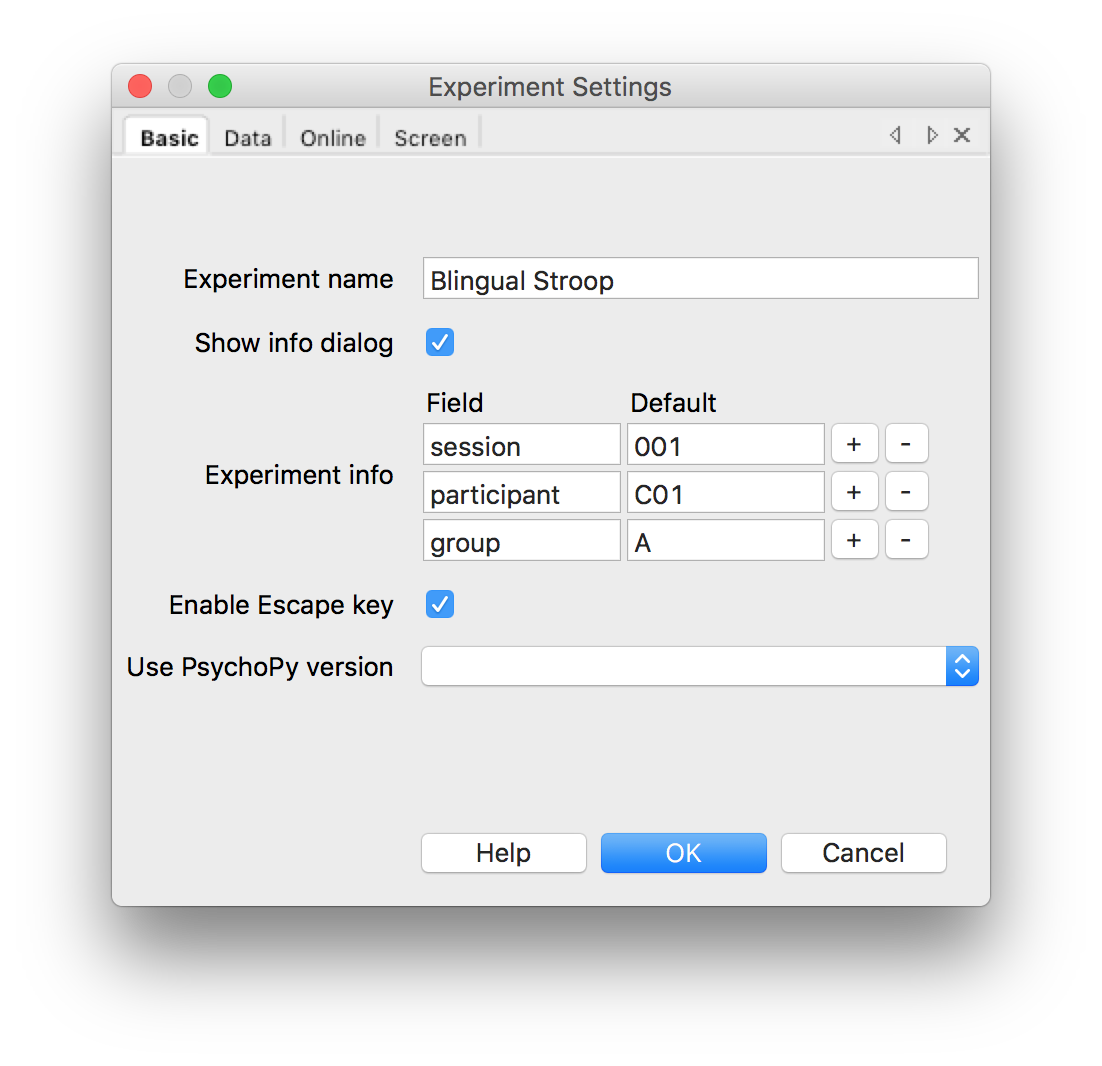 Experiment Settings
Basic Data Online Screen
Experiment name Blingual Stroop
Show info dialog
Field Default
session 001 + -
Experiment info
participant C01 + -
group A + -
Enable Escape key
Use PsychoPy version
Help OK Cancel